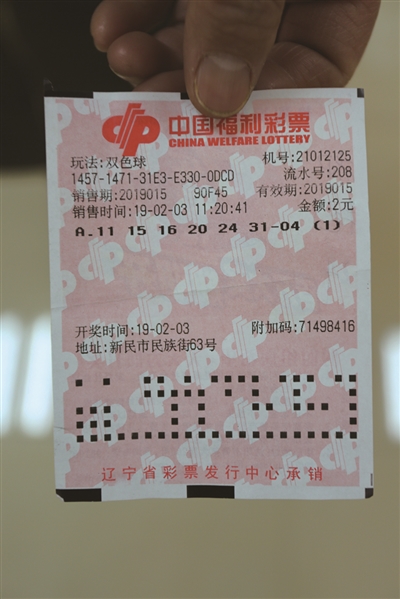 中国福利彩票
CHINA WELFARE LOTTERY
玩法:双色球 机号:21012125
1457-1471-31E3-E330-0DCD 流水号:208
销售期:2019015 90F45 有效期:2019015
销售时间:19-02-03 11:20:41 金额:2元
A.11 15 16 20 24 31-04 (1)
开奖时间:19-02-03 附加码:71498416
地址:新民市民族街63号
辽宁省彩票发行中心承销